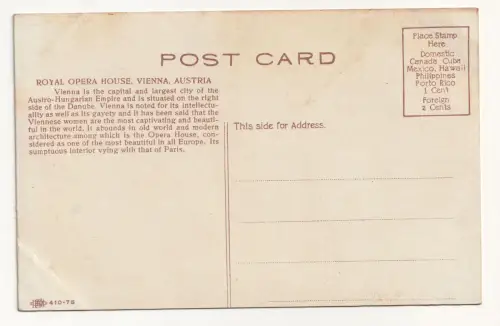 POST CARD
Place Stamp
Here
Domestic
Canada Cuba
Mexico, Hawaii
Philippines
Porto Rico
1 Cent
Foreign
2 Cents
ROYAL OPERA HOUSE, VIENNA, AUSTRIA
Vienna is the capital and largest city of the
Austro-Hungarian Empire and is situated on the right
side of the Danube. Vienna is noted for its intellectu-
ality as well as its gayety and it has been said that the
Viennese women are the most captivating and beauti-
ful in the world. It abounds in old world and modern
architecture among which is the Opera House, con-
sidered as one of the most beautiful in all Europe. Its
sumptuous interior vying with that of Paris.
This side for Address.
410-72